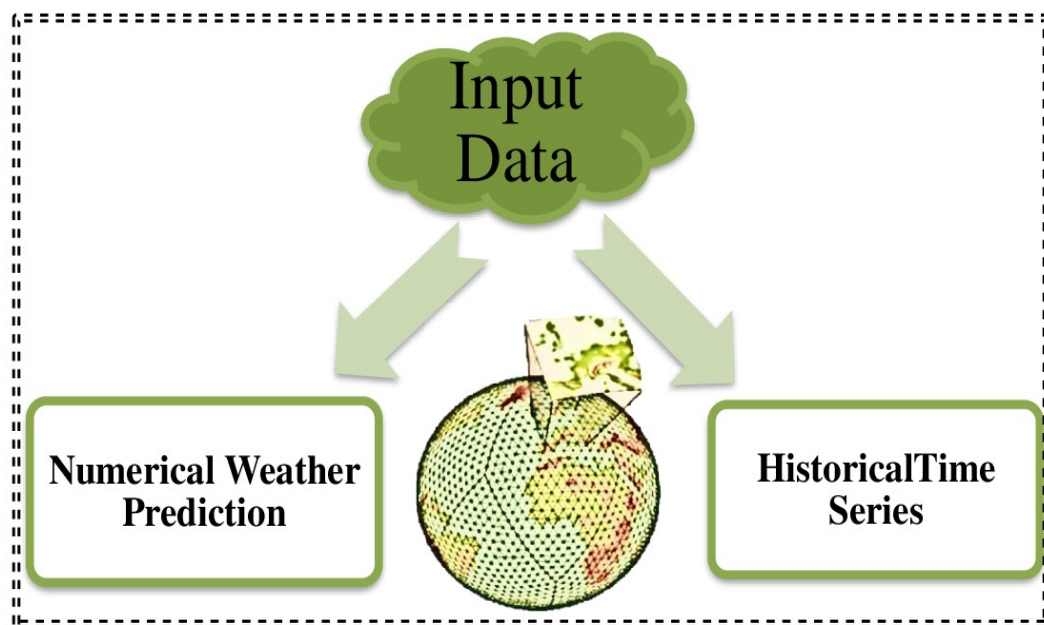 Input
Data
Numerical Weather
Prediction
HistoricalTime
Series